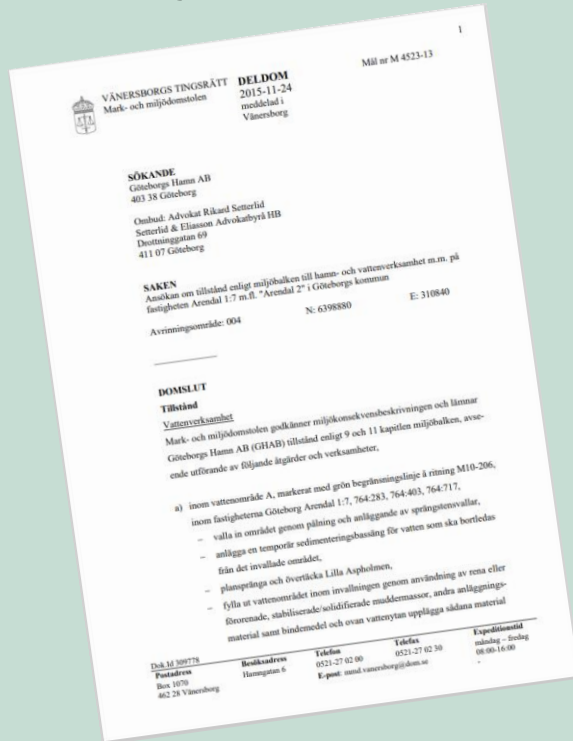 1
VÄNERSBORGS TINGSRÄTT
Mark- och miljödomstolen
DELDOM
2015-11-24
meddelad i
Vänersborg
Mål nr M 4523-13
SÖKANDE
Göteborgs Hamn AB
403 38 Göteborg
Ombud: Advokat Rikard Setterlid
Setterlid & Eliasson Advokatbyrå HB
Drottninggatan 69
411 07 Göteborg
SAKEN
Ansökan om tillstånd enligt miljöbalken till hamn- och vattenverksamhet m.m. på
fastigheten Arendal 1:7 m.fl. "Arendal 2" i Göteborgs kommun
Avrinningsområde: 004 N: 6398880 E: 310840
DOMSLUT
Tillstånd
Vattenverksamhet
Mark- och miljödomstolen godkänner miljökonsekvensbeskrivningen och lämnar
Göteborgs Hamn AB (GHAB) tillstånd enligt 9 och 11 kapitlen miljöbalken, avse-
ende utförande av följande åtgärder och verksamheter,
a) inom vattenområde A, markerat med grön begränsningslinje å ritning M10-206,
inom fastigheterna Göteborg Arendal 1:7, 764:283, 764:403, 764:717,
– valla in området genom pålning och anläggande av sprängstensvallar,
– anlägga en temporär sedimenteringsbassäng för vatten som ska bortledas
från det invallade området,
– planspränga och övertäcka Lilla Aspholmen,
– fylla ut vattenområdet inom invallningen genom användning av rena eller
förorenade, stabiliserade/solidifierade muddermassor, andra anläggnings-
material samt bindemedel och ovan vattenytan upplägga sådana material
Dok.Id 309778
Postadress Besöksadress Telefon Telefax Expeditionstid
Box 1070 Hamngatan 6 0521-27 02 00 0521-27 02 30 måndag – fredag
462 28 Vänersborg E-post: mmd.vanersborg@dom.se 08:00-16:00
-